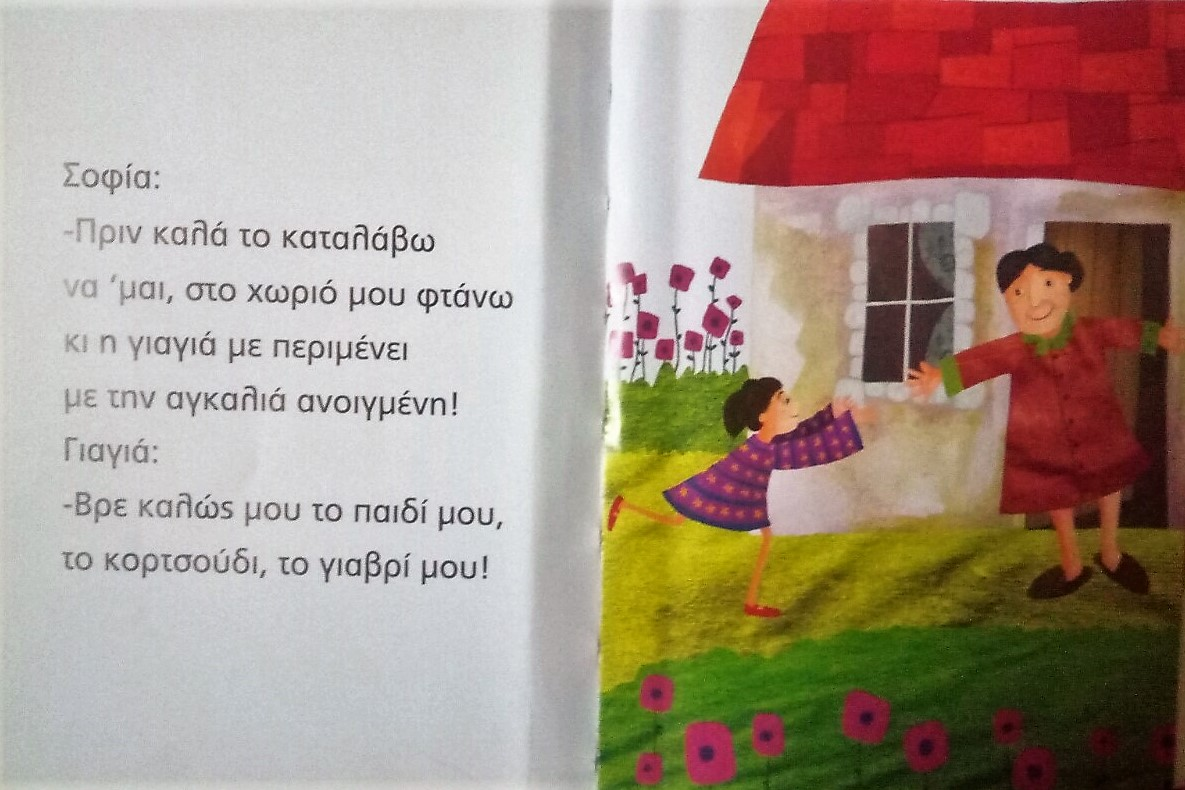 Σοφία:
-Πριν καλά το καταλάβω
να ‘μαι, στο χωριό μου φτάνω
κι η γιαγιά με περιμένει
με την αγκαλιά ανοιγμένη!
Γιαγιά:
-Βρε καλώς μου το παιδί μου,
το κορτσούδι, το γιαβρί μου!